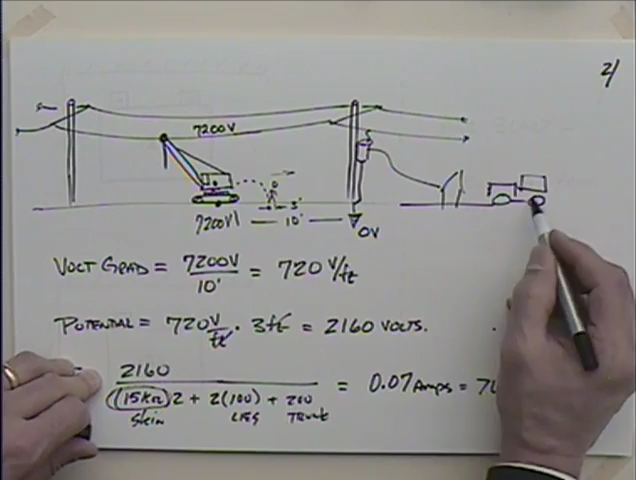 2/
7200V
3'
7200V 10' 0V
VOLT GRAD = 7200V / 10' = 720 V/ft
POTENTIAL = 720 V/ft · 3ft = 2160 VOLTS.
2160
(15KΩ)2 + 2(100) + 200 = 0.07 Amps = 7
Skin LEGS Trunk